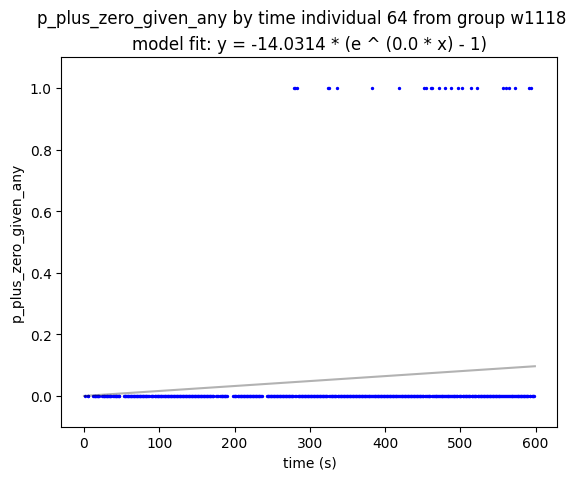 p_plus_zero_given_any by time individual 64 from group w1118
model fit: y = -14.0314 * (e ^ (0.0 * x) - 1)
1.0
0.8
0.6
0.4
0.2
0.0
p_plus_zero_given_any
0 100 200 300 400 500 600
time (s)